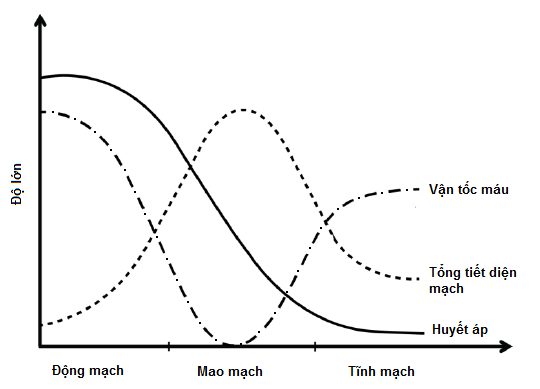 Độ lớn
Vận tốc máu
Tổng tiết diện
mạch
Huyết áp
Động mạch
Mao mạch
Tĩnh mạch